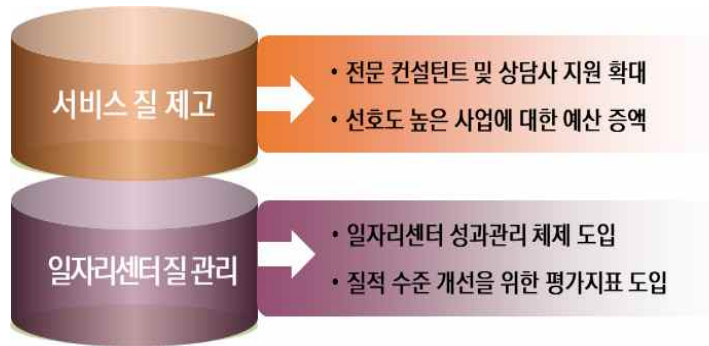 서비스 질 제고
• 전문 컨설턴트 및 상담사 지원 확대
• 선호도 높은 사업에 대한 예산 증액
일자리센터 질 관리
• 일자리센터 성과관리 체제 도입
• 질적 수준 개선을 위한 평가지표 도입